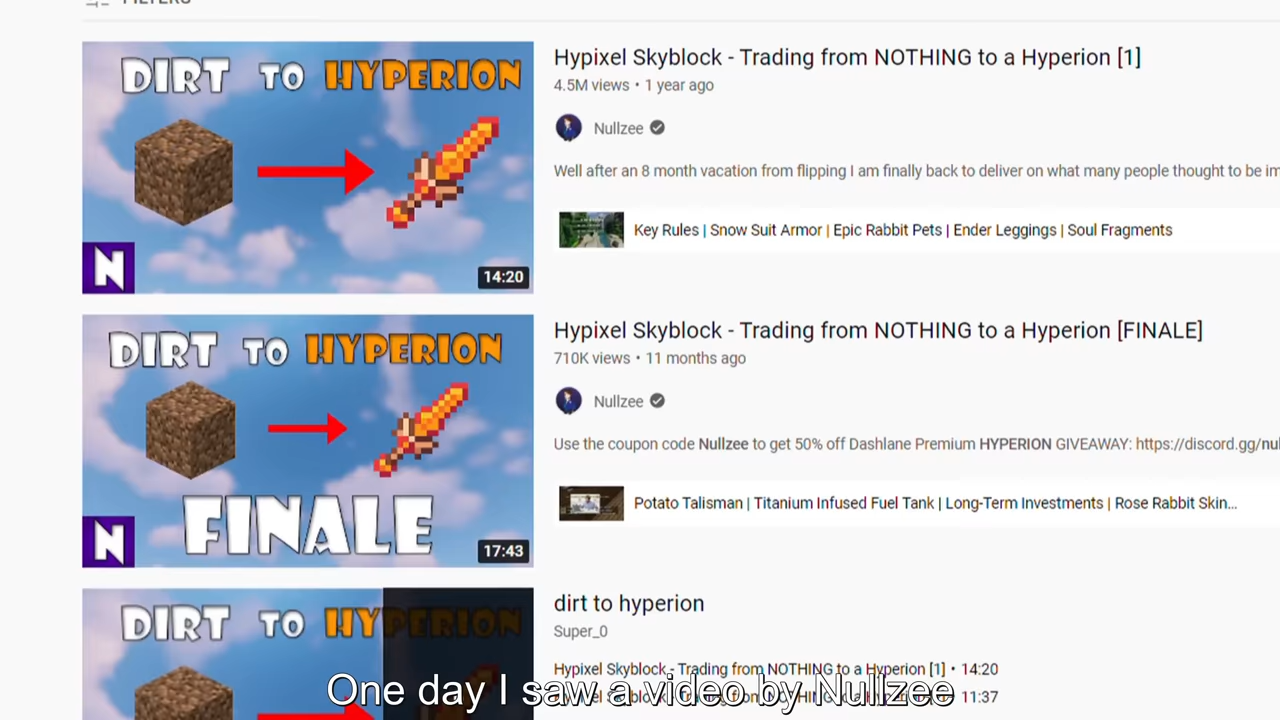 FILTERS
DIRT TO HYPERION
N
14:20
Hypixel Skyblock - Trading from NOTHING to a Hyperion [1]
4.5M views • 1 year ago
Nullzee
Well after an 8 month vacation from flipping I am finally back to deliver on what many people thought to be im
Key Rules | Snow Suit Armor | Epic Rabbit Pets | Ender Leggings | Soul Fragments
DIRT TO HYPERION
FINALE
N
17:43
Hypixel Skyblock - Trading from NOTHING to a Hyperion [FINALE]
710K views • 11 months ago
Nullzee
Use the coupon code Nullzee to get 50% off Dashlane Premium HYPERION GIVEAWAY: https://discord.gg/nul
Potato Talisman | Titanium Infused Fuel Tank | Long-Term Investments | Rose Rabbit Skin...
DIRT TO HYPERION
dirt to hyperion
Super_0
Hypixel Skyblock - Trading from NOTHING to a Hyperion [1] • 14:20
11:37
One day I saw a video by Nullzee